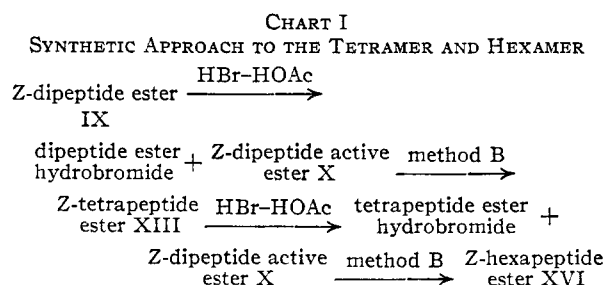 CHART I
SYNTHETIC APPROACH TO THE TETRAMER AND HEXAMER
HBr–HOAc
Z-dipeptide ester ⟶
IX
dipeptide ester + Z-dipeptide active method B ⟶
hydrobromide ester X
Z-tetrapeptide HBr–HOAc ⟶ tetrapeptide ester +
ester XIII hydrobromide
Z-dipeptide active method B ⟶ Z-hexapeptide
ester X ester XVI